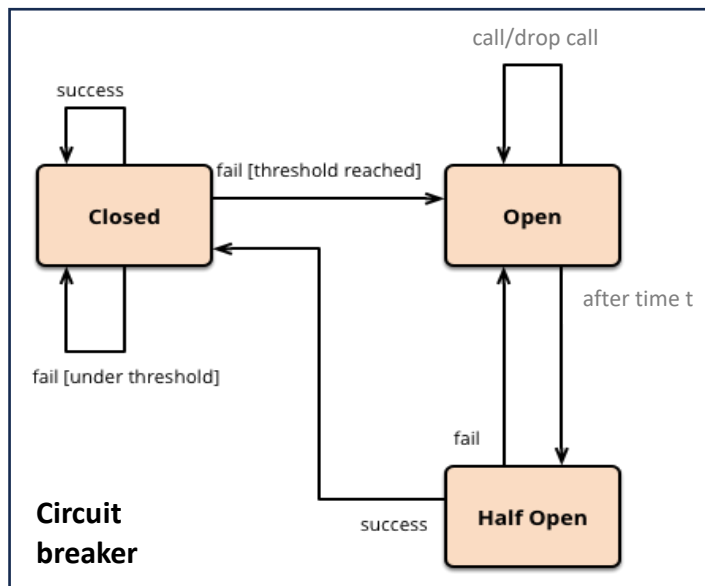 call/drop call
success
fail [threshold reached]
Closed
Open
after time t
fail [under threshold]
fail
Half Open
success
Circuit
breaker